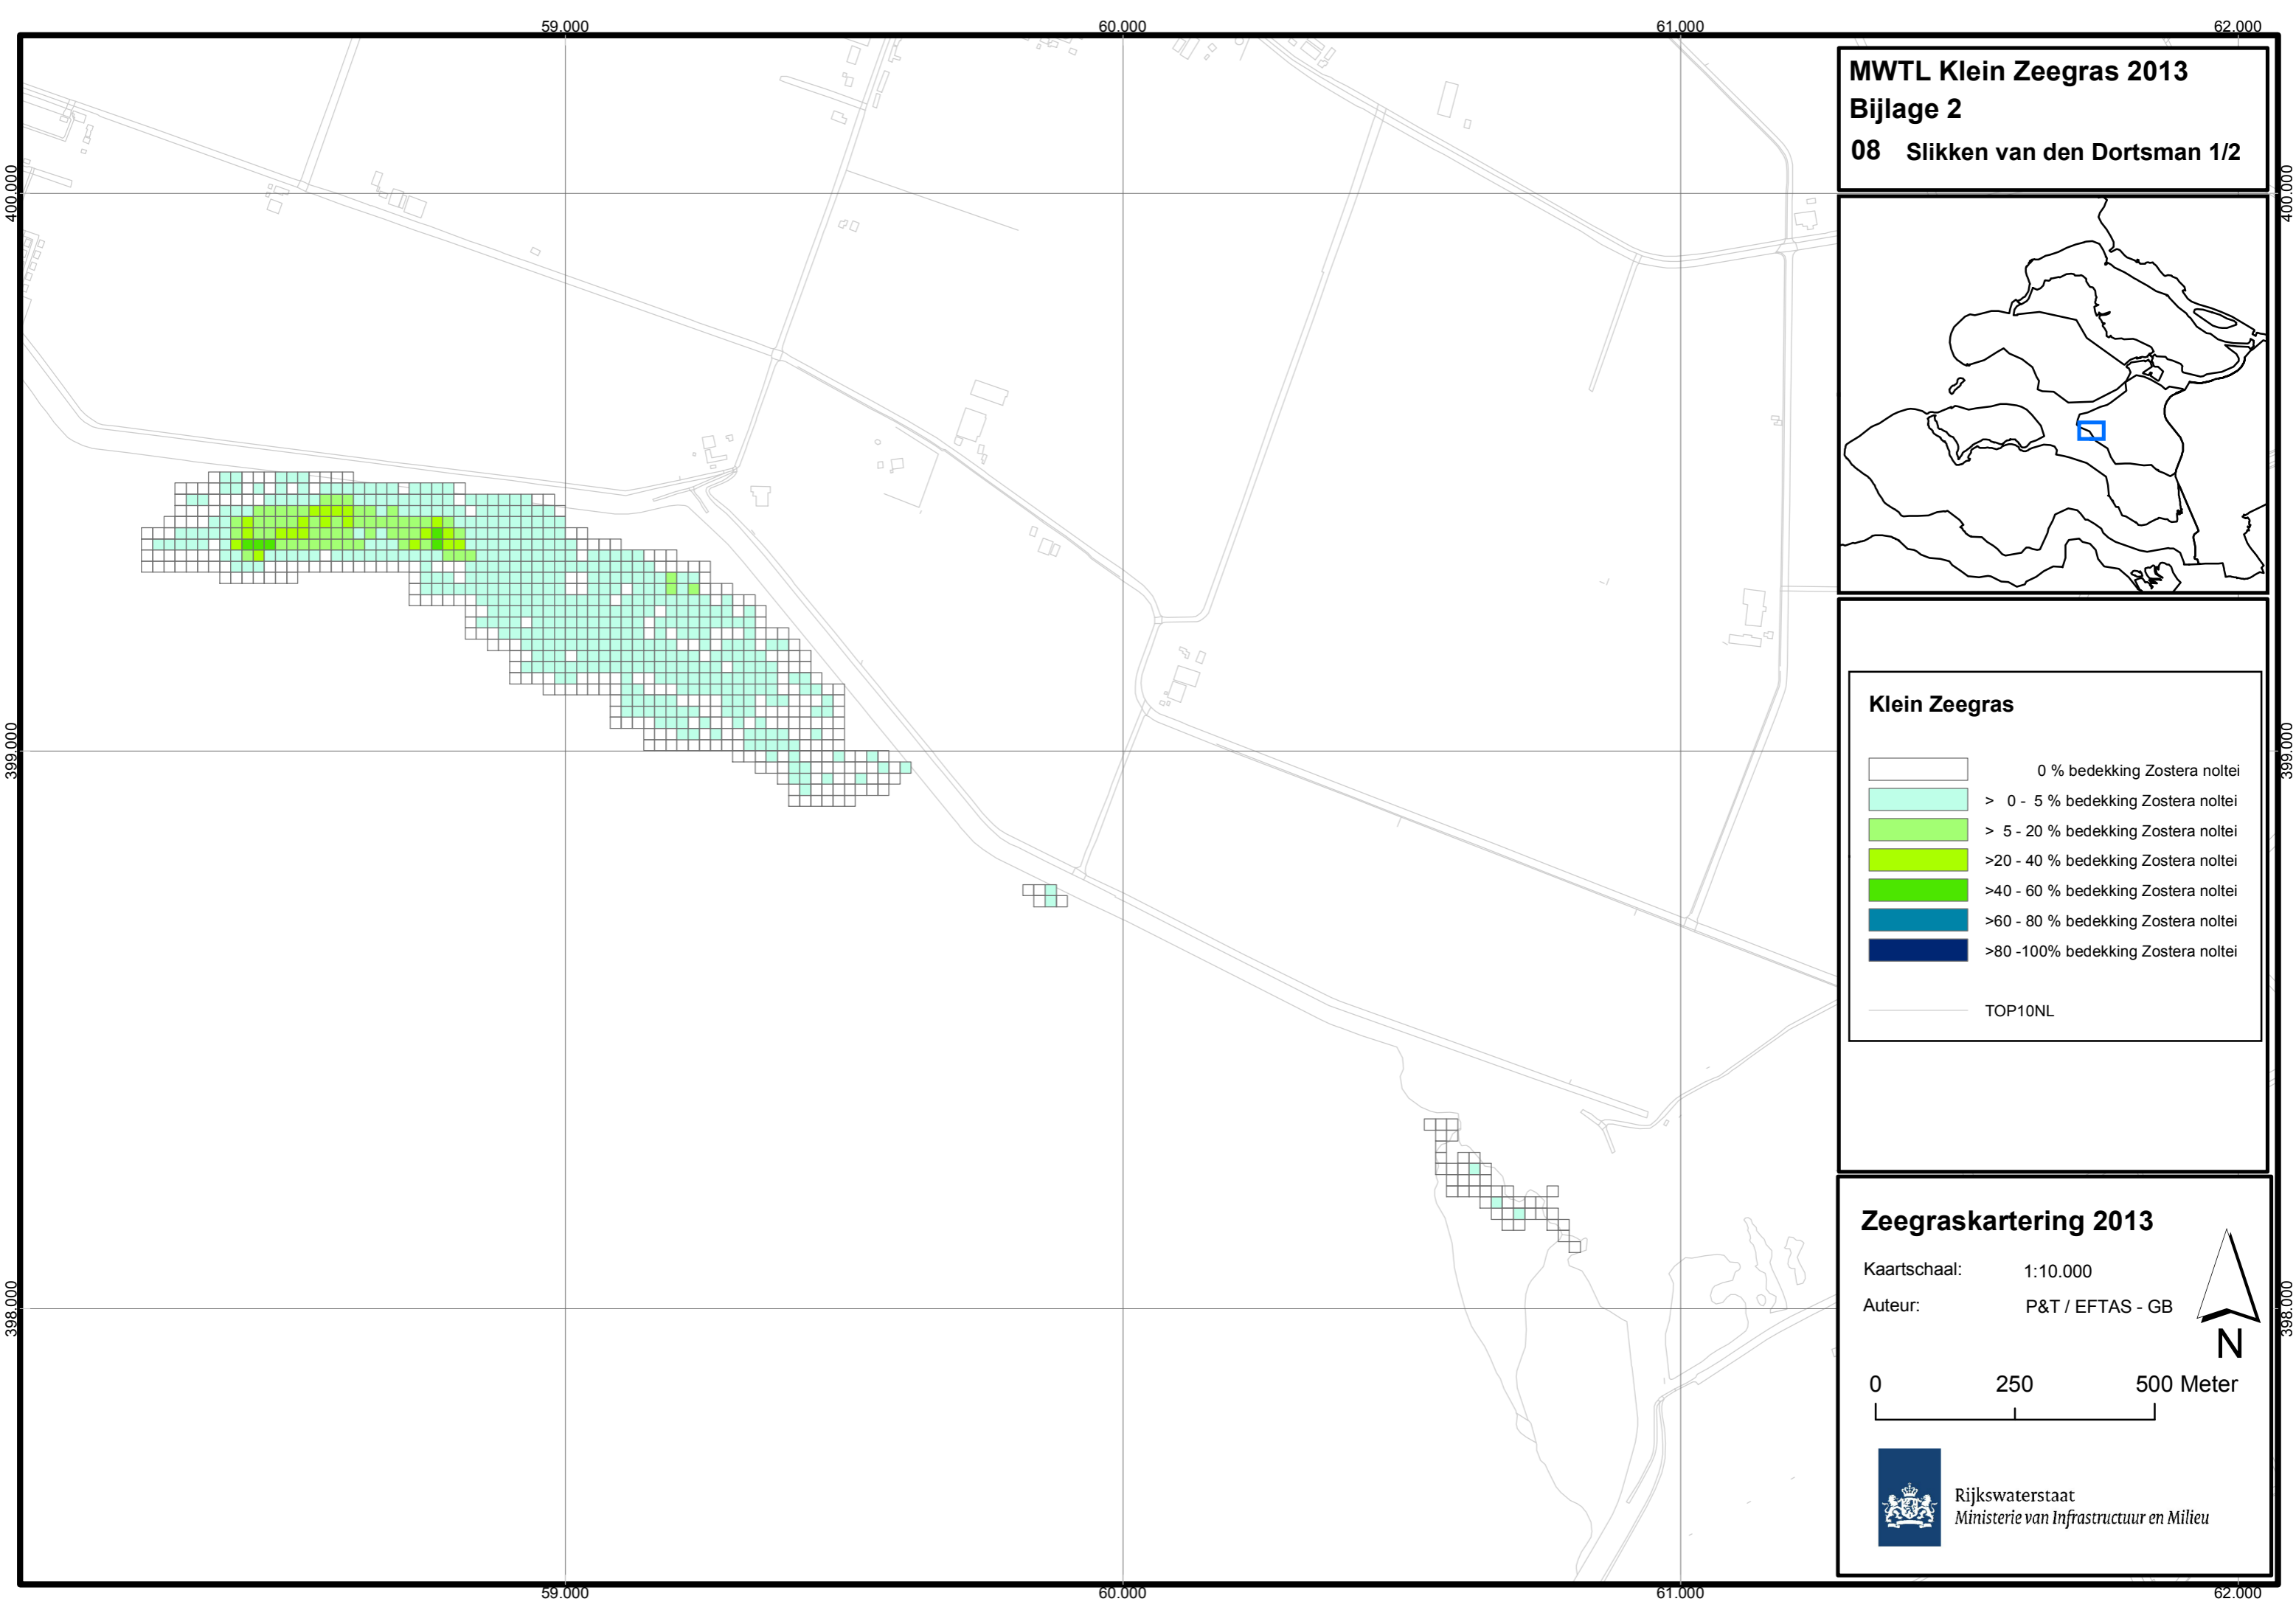 59.000 60.000 61.000 62.000
MWTL Klein Zeegras 2013
Bijlage 2
08 Slikken van den Dortsman 1/2
400.000 400.000
399.000 399.000
398.000 398.000
Klein Zeegras
0 % bedekking Zostera noltei
> 0 - 5 % bedekking Zostera noltei
> 5 - 20 % bedekking Zostera noltei
>20 - 40 % bedekking Zostera noltei
>40 - 60 % bedekking Zostera noltei
>60 - 80 % bedekking Zostera noltei
>80 -100% bedekking Zostera noltei
TOP10NL
Zeegraskartering 2013
Kaartschaal: 1:10.000
Auteur: P&T / EFTAS - GB
N
0 250 500 Meter
Rijkswaterstaat
Ministerie van Infrastructuur en Milieu
59.000 60.000 61.000 62.000